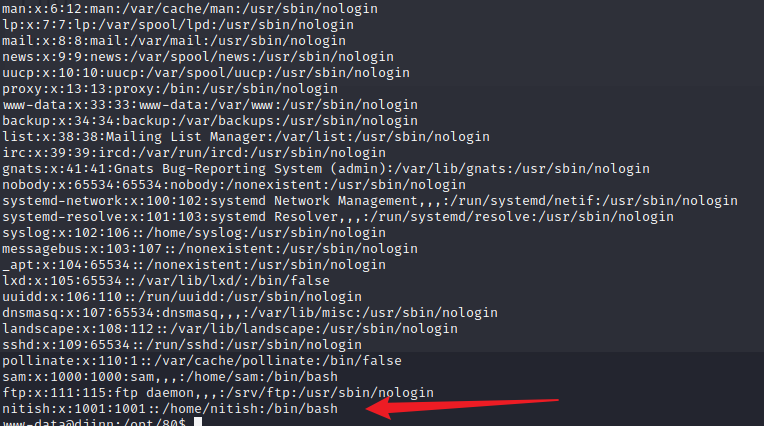 man:x:6:12:man:/var/cache/man:/usr/sbin/nologin
lp:x:7:7:lp:/var/spool/lpd:/usr/sbin/nologin
mail:x:8:8:mail:/var/mail:/usr/sbin/nologin
news:x:9:9:news:/var/spool/news:/usr/sbin/nologin
uucp:x:10:10:uucp:/var/spool/uucp:/usr/sbin/nologin
proxy:x:13:13:proxy:/bin:/usr/sbin/nologin
www-data:x:33:33:www-data:/var/www:/usr/sbin/nologin
backup:x:34:34:backup:/var/backups:/usr/sbin/nologin
list:x:38:38:Mailing List Manager:/var/list:/usr/sbin/nologin
irc:x:39:39:ircd:/var/run/ircd:/usr/sbin/nologin
gnats:x:41:41:Gnats Bug-Reporting System (admin):/var/lib/gnats:/usr/sbin/nologin
nobody:x:65534:65534:nobody:/nonexistent:/usr/sbin/nologin
systemd-network:x:100:102:systemd Network Management,,,:/run/systemd/netif:/usr/sbin/nologin
systemd-resolve:x:101:103:systemd Resolver,,,:/run/systemd/resolve:/usr/sbin/nologin
syslog:x:102:106::/home/syslog:/usr/sbin/nologin
messagebus:x:103:107::/nonexistent:/usr/sbin/nologin
_apt:x:104:65534::/nonexistent:/usr/sbin/nologin
lxd:x:105:65534::/var/lib/lxd/:/bin/false
uuidd:x:106:110::/run/uuidd:/usr/sbin/nologin
dnsmasq:x:107:65534:dnsmasq,,,:/var/lib/misc:/usr/sbin/nologin
landscape:x:108:112::/var/lib/landscape:/usr/sbin/nologin
sshd:x:109:65534::/run/sshd:/usr/sbin/nologin
pollinate:x:110:1::/var/cache/pollinate:/bin/false
sam:x:1000:1000:sam,,,:/home/sam:/bin/bash
ftp:x:111:115:ftp daemon,,,:/srv/ftp:/usr/sbin/nologin
nitish:x:1001:1001::/home/nitish:/bin/bash
www-data@djinn:/opt/80$